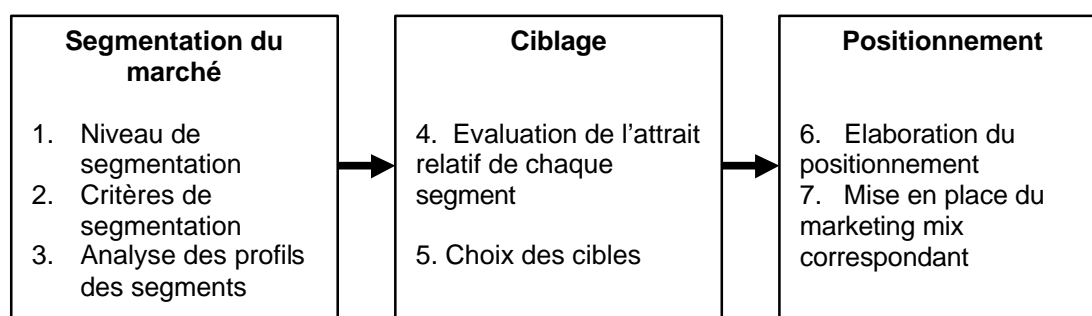 Segmentation du
marché
1. Niveau de
segmentation
2. Critères de
segmentation
3. Analyse des profils
des segments
Ciblage
4. Evaluation de l’attrait
relatif de chaque
segment
5. Choix des cibles
Positionnement
6. Elaboration du
positionnement
7. Mise en place du
marketing mix
correspondant